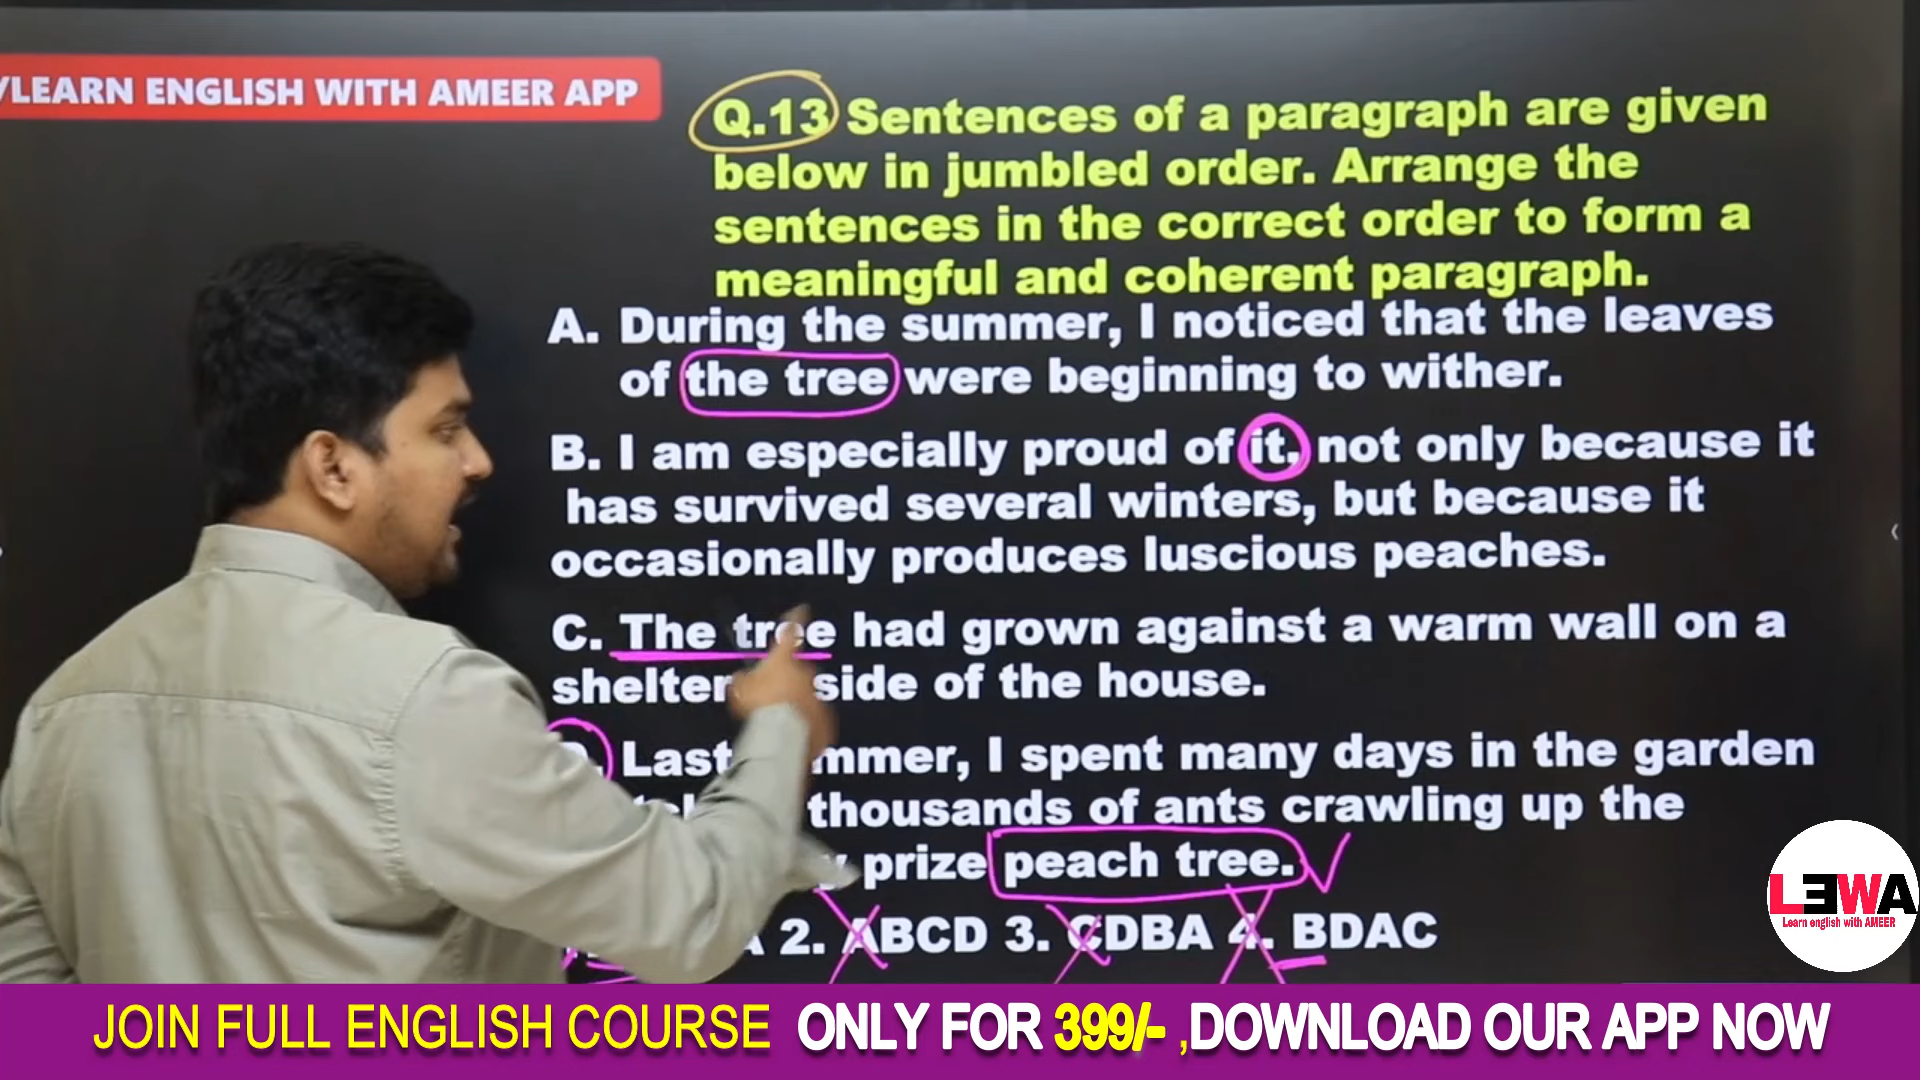 /LEARN ENGLISH WITH AMEER APP
Q.13 Sentences of a paragraph are given
below in jumbled order. Arrange the
sentences in the correct order to form a
meaningful and coherent paragraph.
A. During the summer, I noticed that the leaves
of the tree were beginning to wither.
B. I am especially proud of it, not only because it
has survived several winters, but because it
occasionally produces luscious peaches.
C. The tree had grown against a warm wall on a
side of the house.
Last I spent many days in the garden
thousands of ants crawling up the
prize peach tree.
A 2. ABCD 3. CDBA 4. BDAC
LEWA
Learn english with AMEER
JOIN FULL ENGLISH COURSE ONLY FOR 399/- ,DOWNLOAD OUR APP NOW